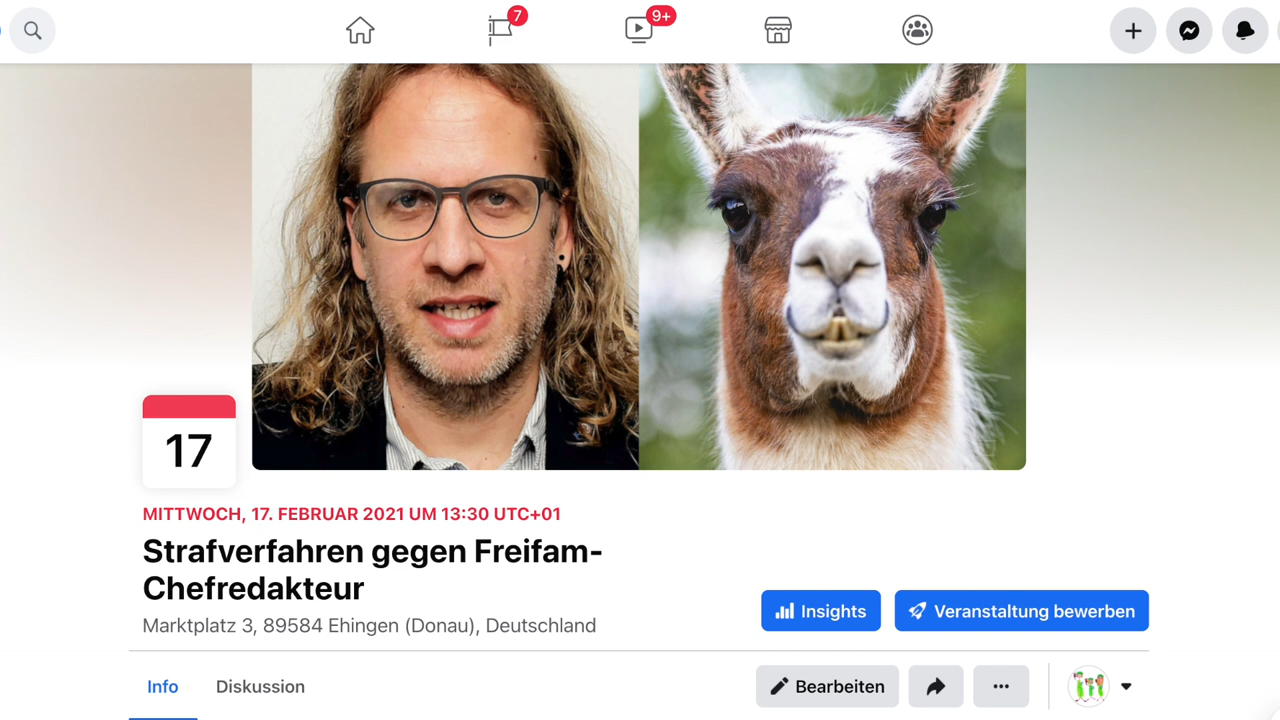 7
9+
17
MITTWOCH, 17. FEBRUAR 2021 UM 13:30 UTC+01
Strafverfahren gegen Freifam-
Chefredakteur
Marktplatz 3, 89584 Ehingen (Donau), Deutschland
Insights
Veranstaltung bewerben
Info
Diskussion
Bearbeiten